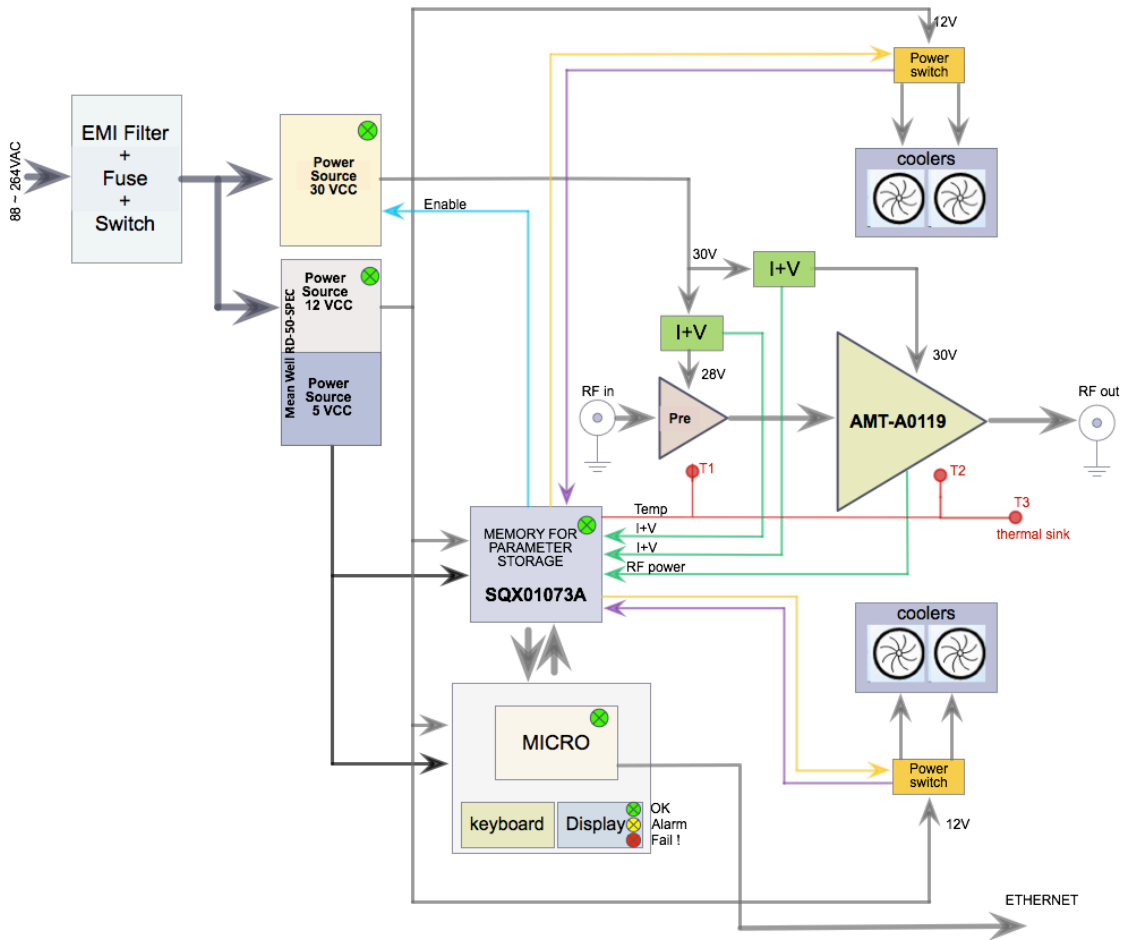 12V
Power
switch
coolers
88 ~ 264VAC
EMI Filter
+
Fuse
+
Switch
Power
Source
30 VCC
Enable
Mean Well RD-50-SPEC
Power
Source
12 VCC
Power
Source
5 VCC
30V
I+V
I+V
28V
30V
RF in
Pre
AMT-A0119
RF out
T1
T2
T3
thermal sink
Temp
I+V
I+V
RF power
MEMORY FOR
PARAMETER
STORAGE
SQX01073A
coolers
MICRO
keyboard
Display
OK
Alarm
Fail !
Power
switch
12V
ETHERNET